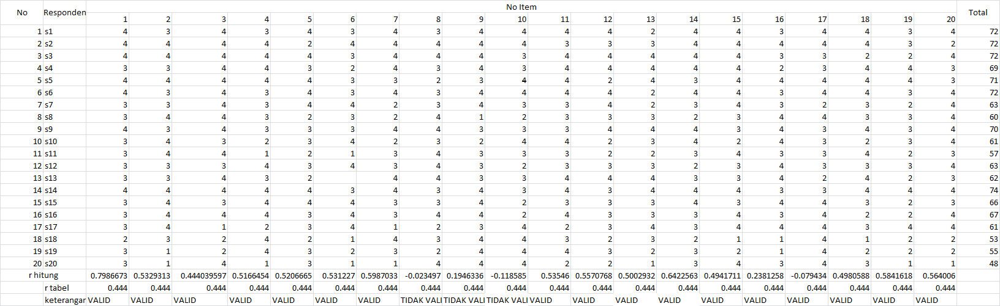 No Responden No Item Total
1 2 3 4 5 6 7 8 9 10 11 12 13 14 15 16 17 18 19 20
1 s1 4 3 4 3 4 3 4 3 4 4 4 4 2 4 4 3 4 4 3 4 72
2 s2 4 4 4 4 2 4 4 4 4 4 3 3 3 4 4 4 4 4 3 2 72
3 s3 4 4 4 4 4 3 4 4 4 3 4 4 4 4 4 3 3 2 2 4 72
4 s4 3 3 4 4 3 2 4 3 4 3 4 4 4 4 4 2 3 4 4 3 69
5 s5 4 4 4 4 4 3 3 2 3 4 4 2 4 3 4 4 4 4 4 3 71
6 s6 4 3 4 3 4 3 4 3 4 4 4 4 2 4 4 3 4 4 3 4 72
7 s7 3 3 4 3 4 4 2 3 4 3 3 4 2 3 4 3 2 3 2 4 63
8 s8 3 4 4 3 2 3 2 4 1 2 3 3 3 2 3 4 4 3 3 4 60
9 s9 4 3 4 3 3 3 4 4 3 3 3 4 4 4 3 4 3 4 3 4 70
10 s10 3 4 3 2 3 4 2 3 2 4 4 2 3 4 2 4 3 2 3 4 61
11 s11 3 4 4 1 2 1 3 4 3 3 3 2 2 3 4 3 3 4 2 3 57
12 s12 3 3 3 4 3 4 3 4 3 2 3 3 3 2 3 4 3 3 3 4 63
13 s13 3 3 4 3 2 4 4 3 3 4 4 4 3 3 4 2 4 2 3 62
14 s14 4 4 4 4 4 3 4 3 4 3 4 3 4 4 4 3 3 4 4 4 74
15 s15 3 4 3 4 4 4 3 3 4 2 3 3 4 4 3 4 4 3 2 3 66
16 s16 3 4 4 4 3 4 3 4 4 2 4 3 3 3 4 3 4 2 2 4 67
17 s17 3 4 1 2 3 4 1 2 3 4 2 3 4 3 4 4 3 3 4 4 61
18 s18 2 3 2 4 2 1 4 3 4 4 3 2 3 2 1 1 4 1 2 2 53
19 s19 3 1 2 4 3 2 3 2 4 4 4 3 2 3 2 1 4 2 2 2 55
20 s20 3 1 4 1 3 1 1 4 4 4 2 2 1 3 4 3 4 3 1 1 48
r hitung 0.7986673 0.5329313 0.444039597 0.5166454 0.5206665 0.531227 0.5987033 -0.023497 0.1946336 -0.118585 0.53546 0.5570768 0.5002932 0.6422563 0.4941711 0.2381258 -0.079434 0.4980588 0.5841618 0.564006
r tabel 0.444 0.444 0.444 0.444 0.444 0.444 0.444 0.444 0.444 0.444 0.444 0.444 0.444 0.444 0.444 0.444 0.444 0.444 0.444 0.444
keterangar VALID VALID VALID VALID VALID VALID VALID TIDAK VALI TIDAK VALI TIDAK VALI VALID VALID VALID VALID VALID VALID VALID VALID VALID VALID